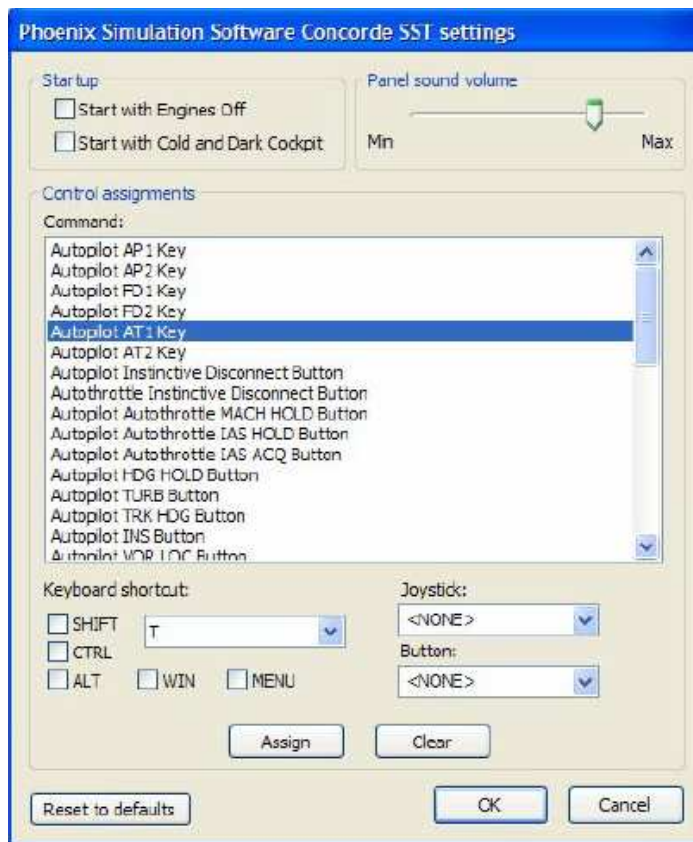 Phoenix Simulation Software Concorde SST settings
Startup
Start with Engines Off
Start with Cold and Dark Cockpit
Panel sound volume
Min Max
Control assignments
Command:
Autopilot AP1 Key
Autopilot AP2 Key
Autopilot FD1 Key
Autopilot FD2 Key
Autopilot AT1 Key
Autopilot AT2 Key
Autopilot Instinctive Disconnect Button
Autothrottle Instinctive Disconnect Button
Autopilot Autothrottle MACH HOLD Button
Autopilot Autothrottle IAS HOLD Button
Autopilot Autothrottle IAS ACQ Button
Autopilot HDG HOLD Button
Autopilot TURB Button
Autopilot TRK HDG Button
Autopilot INS Button
Autopilot VOR LOC Button
Keyboard shortcut:
SHIFT
T
CTRL
ALT WIN MENU
Joystick:
<NONE>
Button:
<NONE>
Assign Clear
Reset to defaults OK Cancel